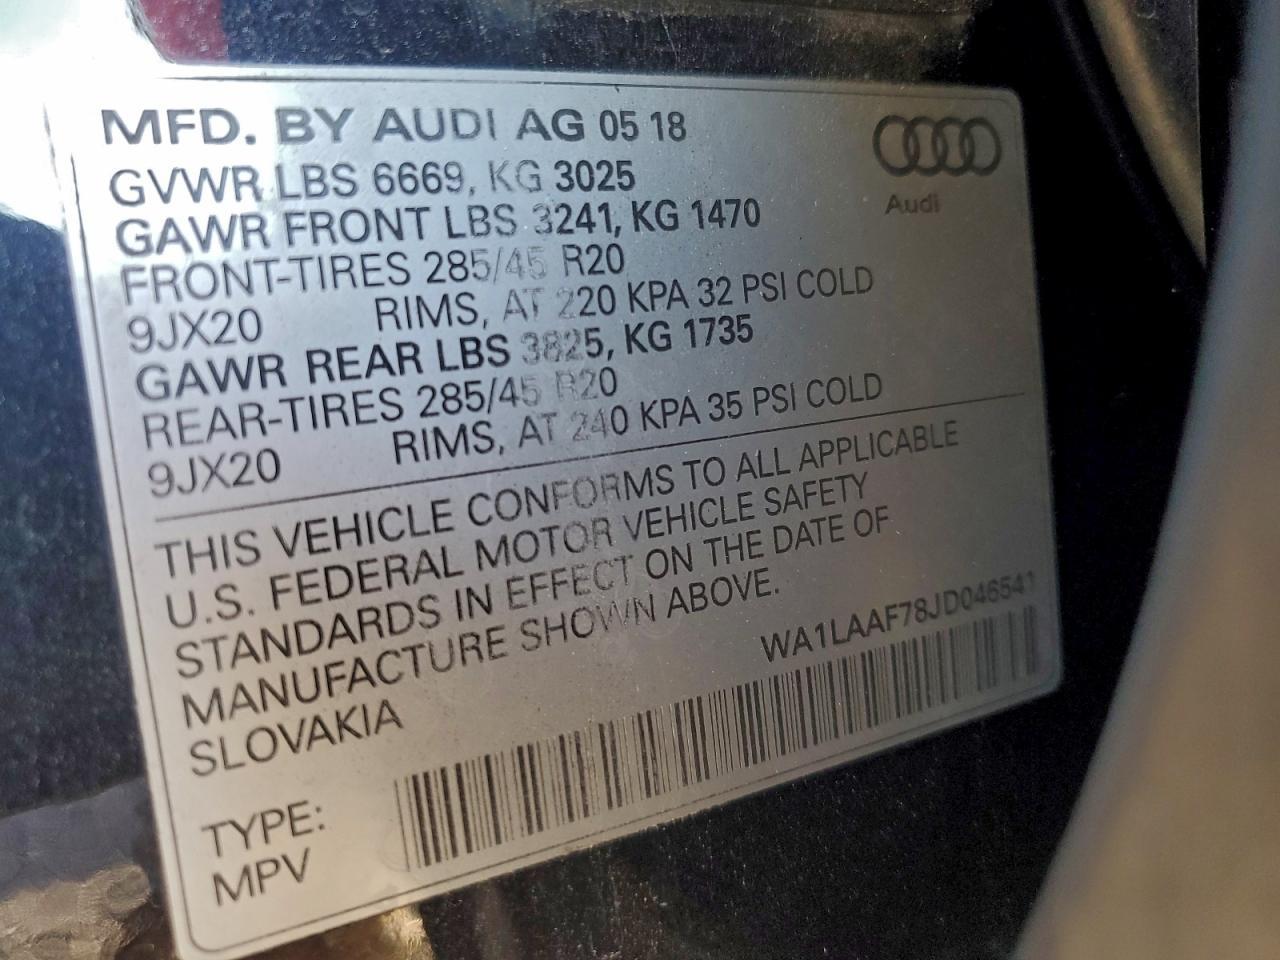 MFD. BY AUDI AG 05 18
GVWR LBS 6669, KG 3025
GAWR FRONT LBS 3241, KG 1470
FRONT-TIRES 285/45 R20
9JX20 RIMS, AT 220 KPA 32 PSI COLD
GAWR REAR LBS 3825, KG 1735
REAR-TIRES 285/45 R20
9JX20 RIMS, AT 240 KPA 35 PSI COLD
THIS VEHICLE CONFORMS TO ALL APPLICABLE
U.S. FEDERAL MOTOR VEHICLE SAFETY
STANDARDS IN EFFECT ON THE DATE OF
MANUFACTURE SHOWN ABOVE.
SLOVAKIA
WA1LAAF78JD046541
TYPE:
MPV
Audi